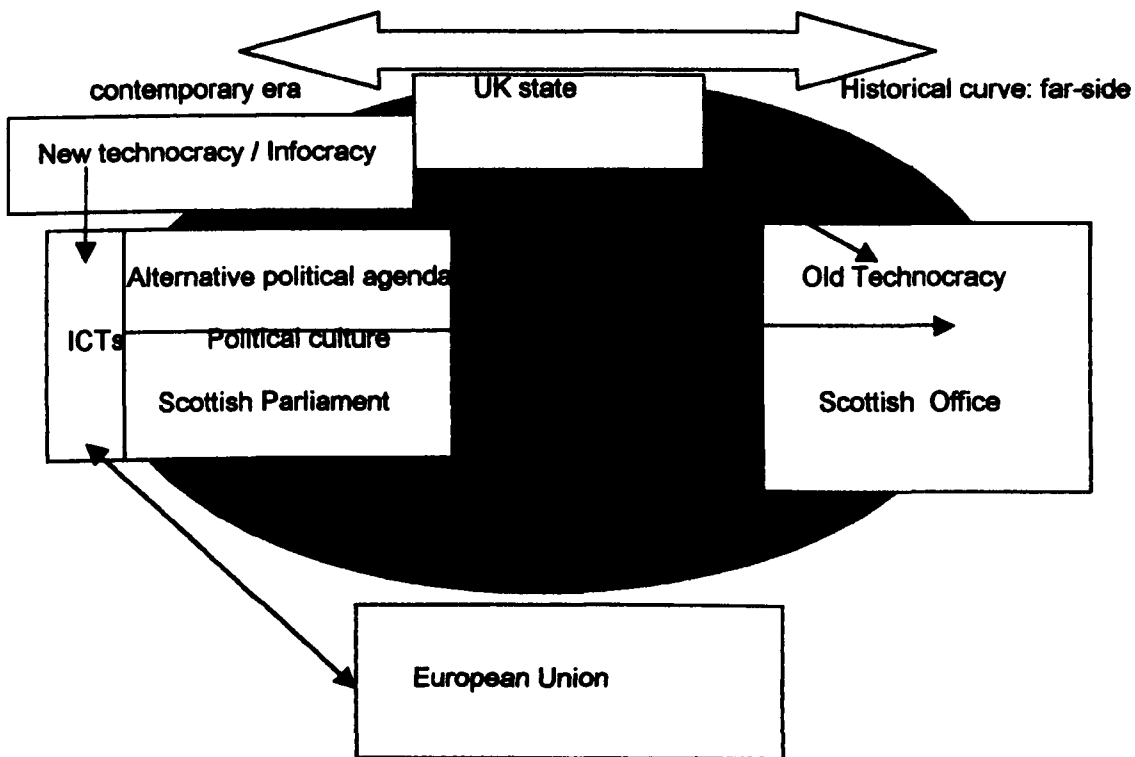 contemporary era
UK state
Historical curve: far-side
New technocracy / Infocracy
Alternative political agenda
Old Technocracy
ICTs
Political culture
Scottish Parliament
Scottish Office
European Union